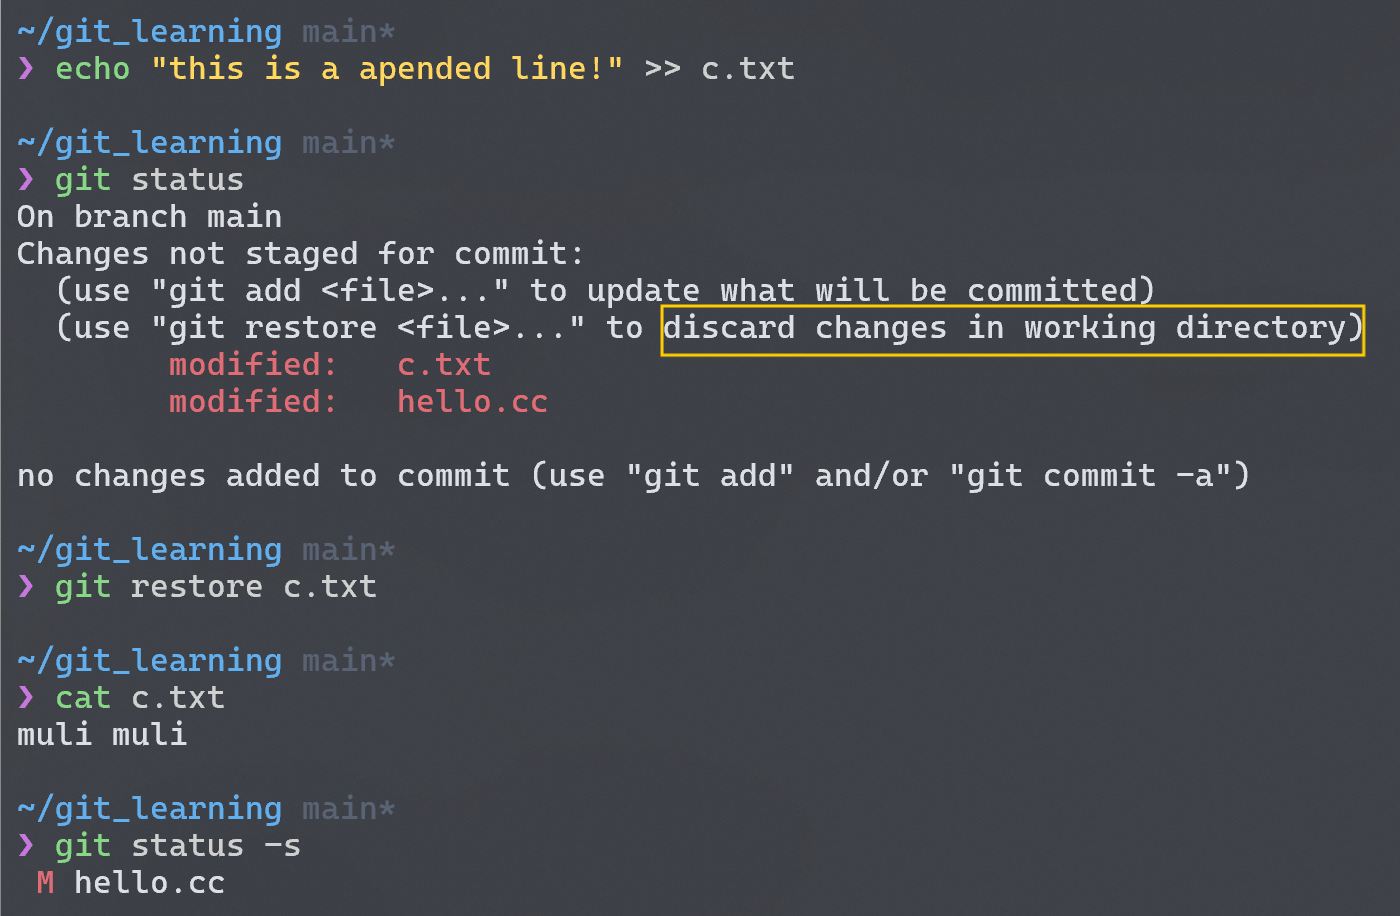 ~/git_learning main*
❯ echo "this is a apended line!" >> c.txt
~/git_learning main*
❯ git status
On branch main
Changes not staged for commit:
  (use "git add <file>..." to update what will be committed)
  (use "git restore <file>..." to discard changes in working directory)
        modified:   c.txt
        modified:   hello.cc
no changes added to commit (use "git add" and/or "git commit -a")
~/git_learning main*
❯ git restore c.txt
~/git_learning main*
❯ cat c.txt
muli muli
~/git_learning main*
❯ git status -s
 M hello.cc